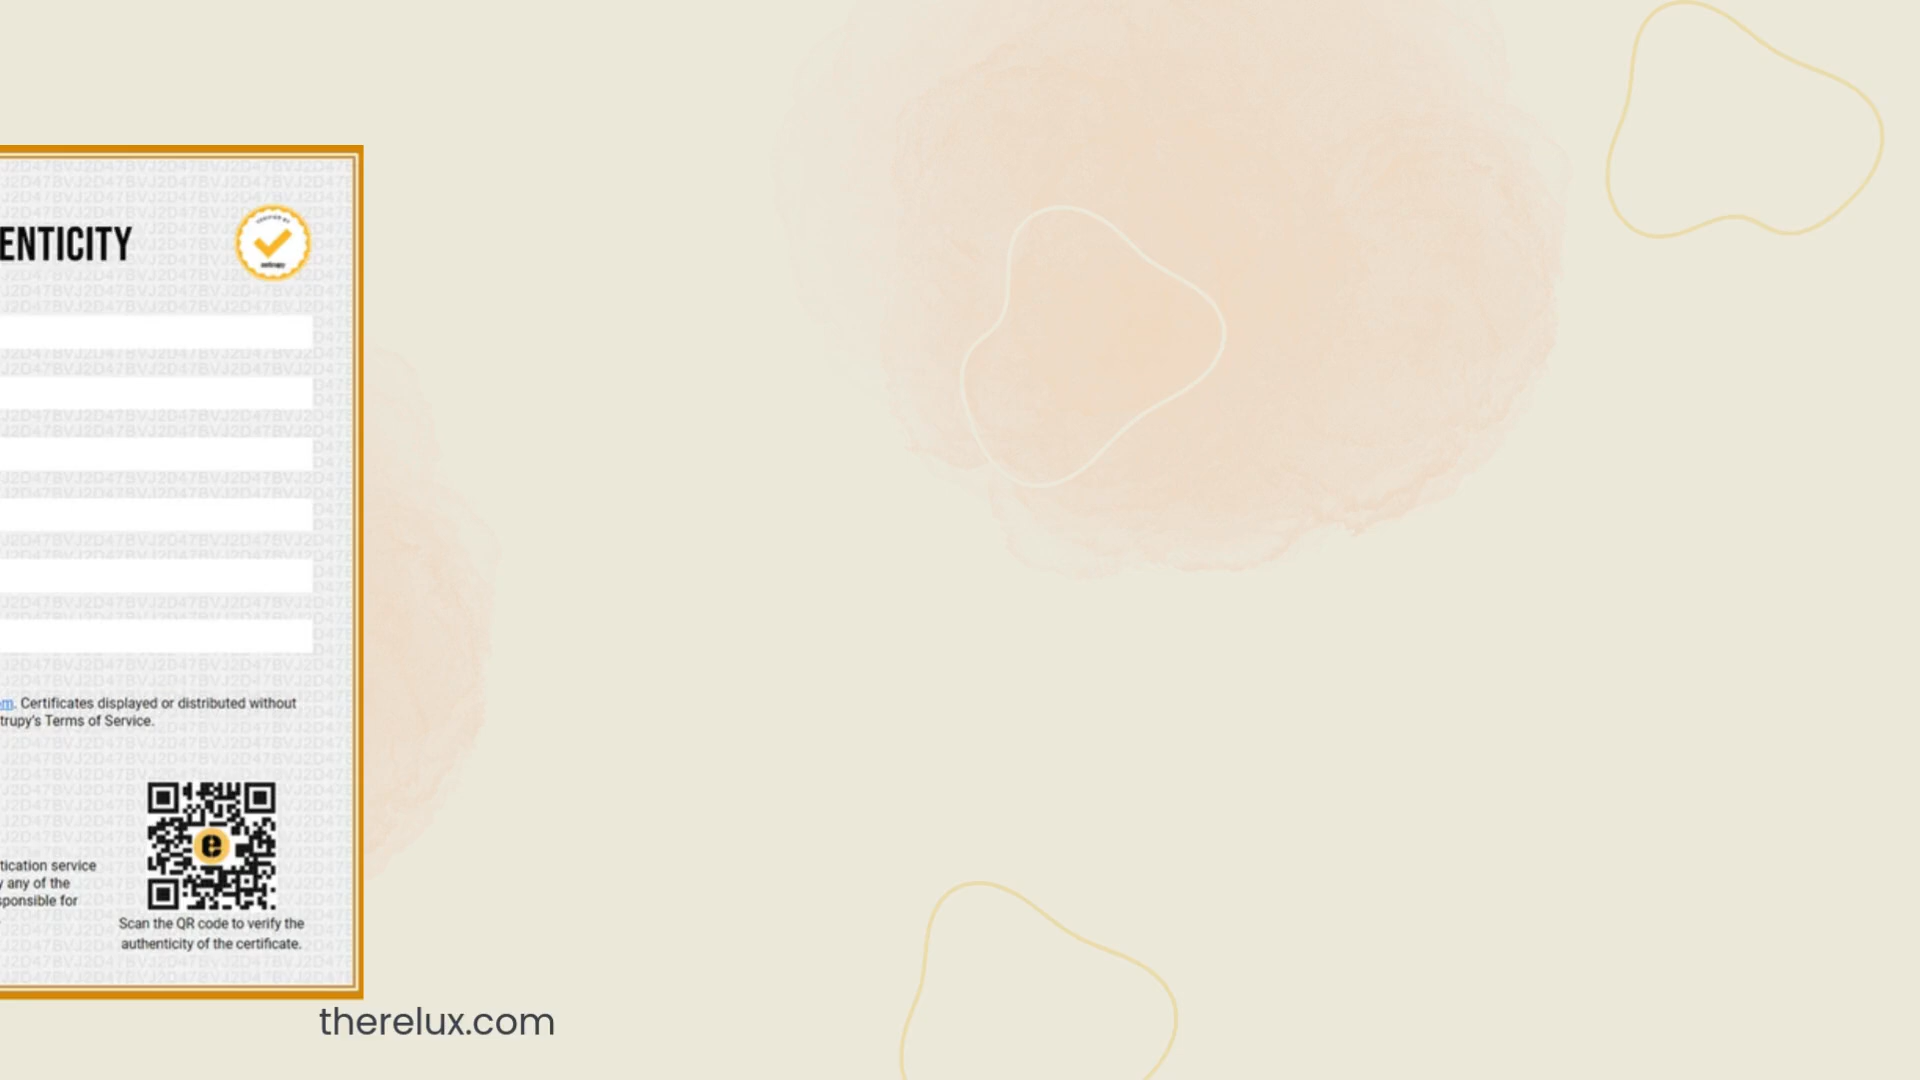 ENTICITY
om. Certificates displayed or distributed without
trupy's Terms of Service.
tication service
y any of the
sponsible for
Scan the QR code to verify the
authenticity of the certificate.
therelux.com